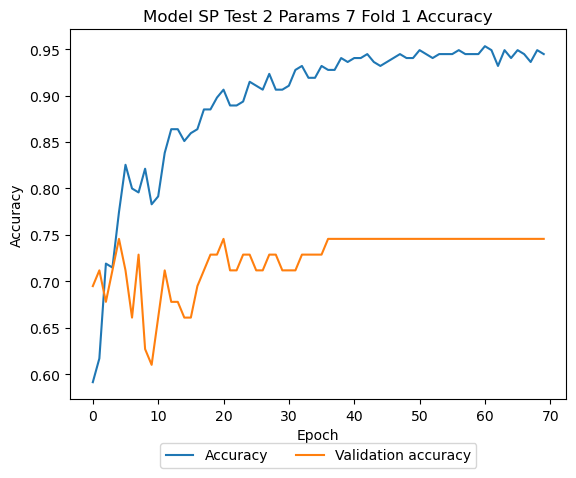 Model SP Test 2 Params 7 Fold 1 Accuracy
0.95
0.90
0.85
0.80
0.75
0.70
0.65
0.60
Accuracy
0 10 20 30 40 50 60 70
Epoch
Accuracy Validation accuracy